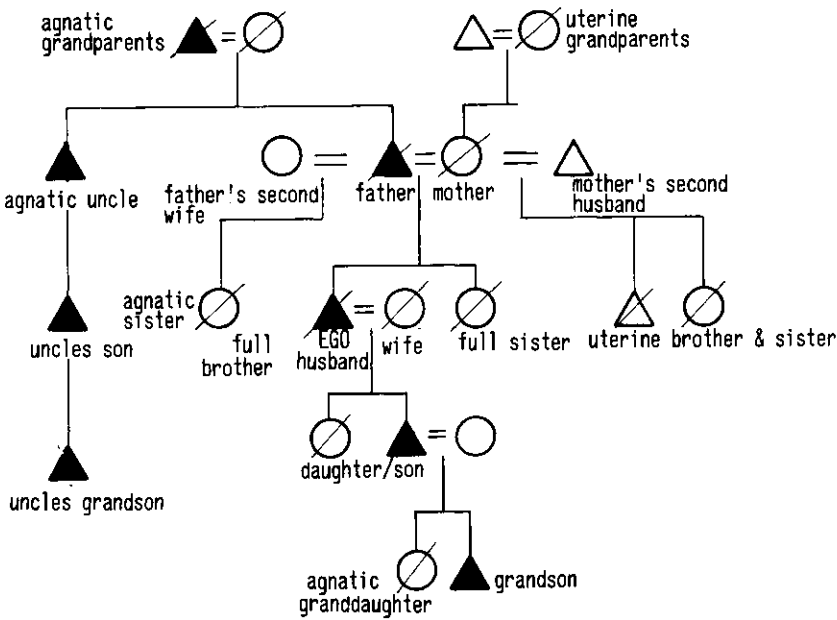 agnatic
grandparents
=
=
uterine
grandparents
agnatic uncle
father's second
wife
=
father
=
mother
=
mother's second
husband
uncles son
agnatic
sister
full
brother
EGO
husband
=
wife
full sister
uterine brother & sister
uncles grandson
daughter/son
=
agnatic
granddaughter
grandson